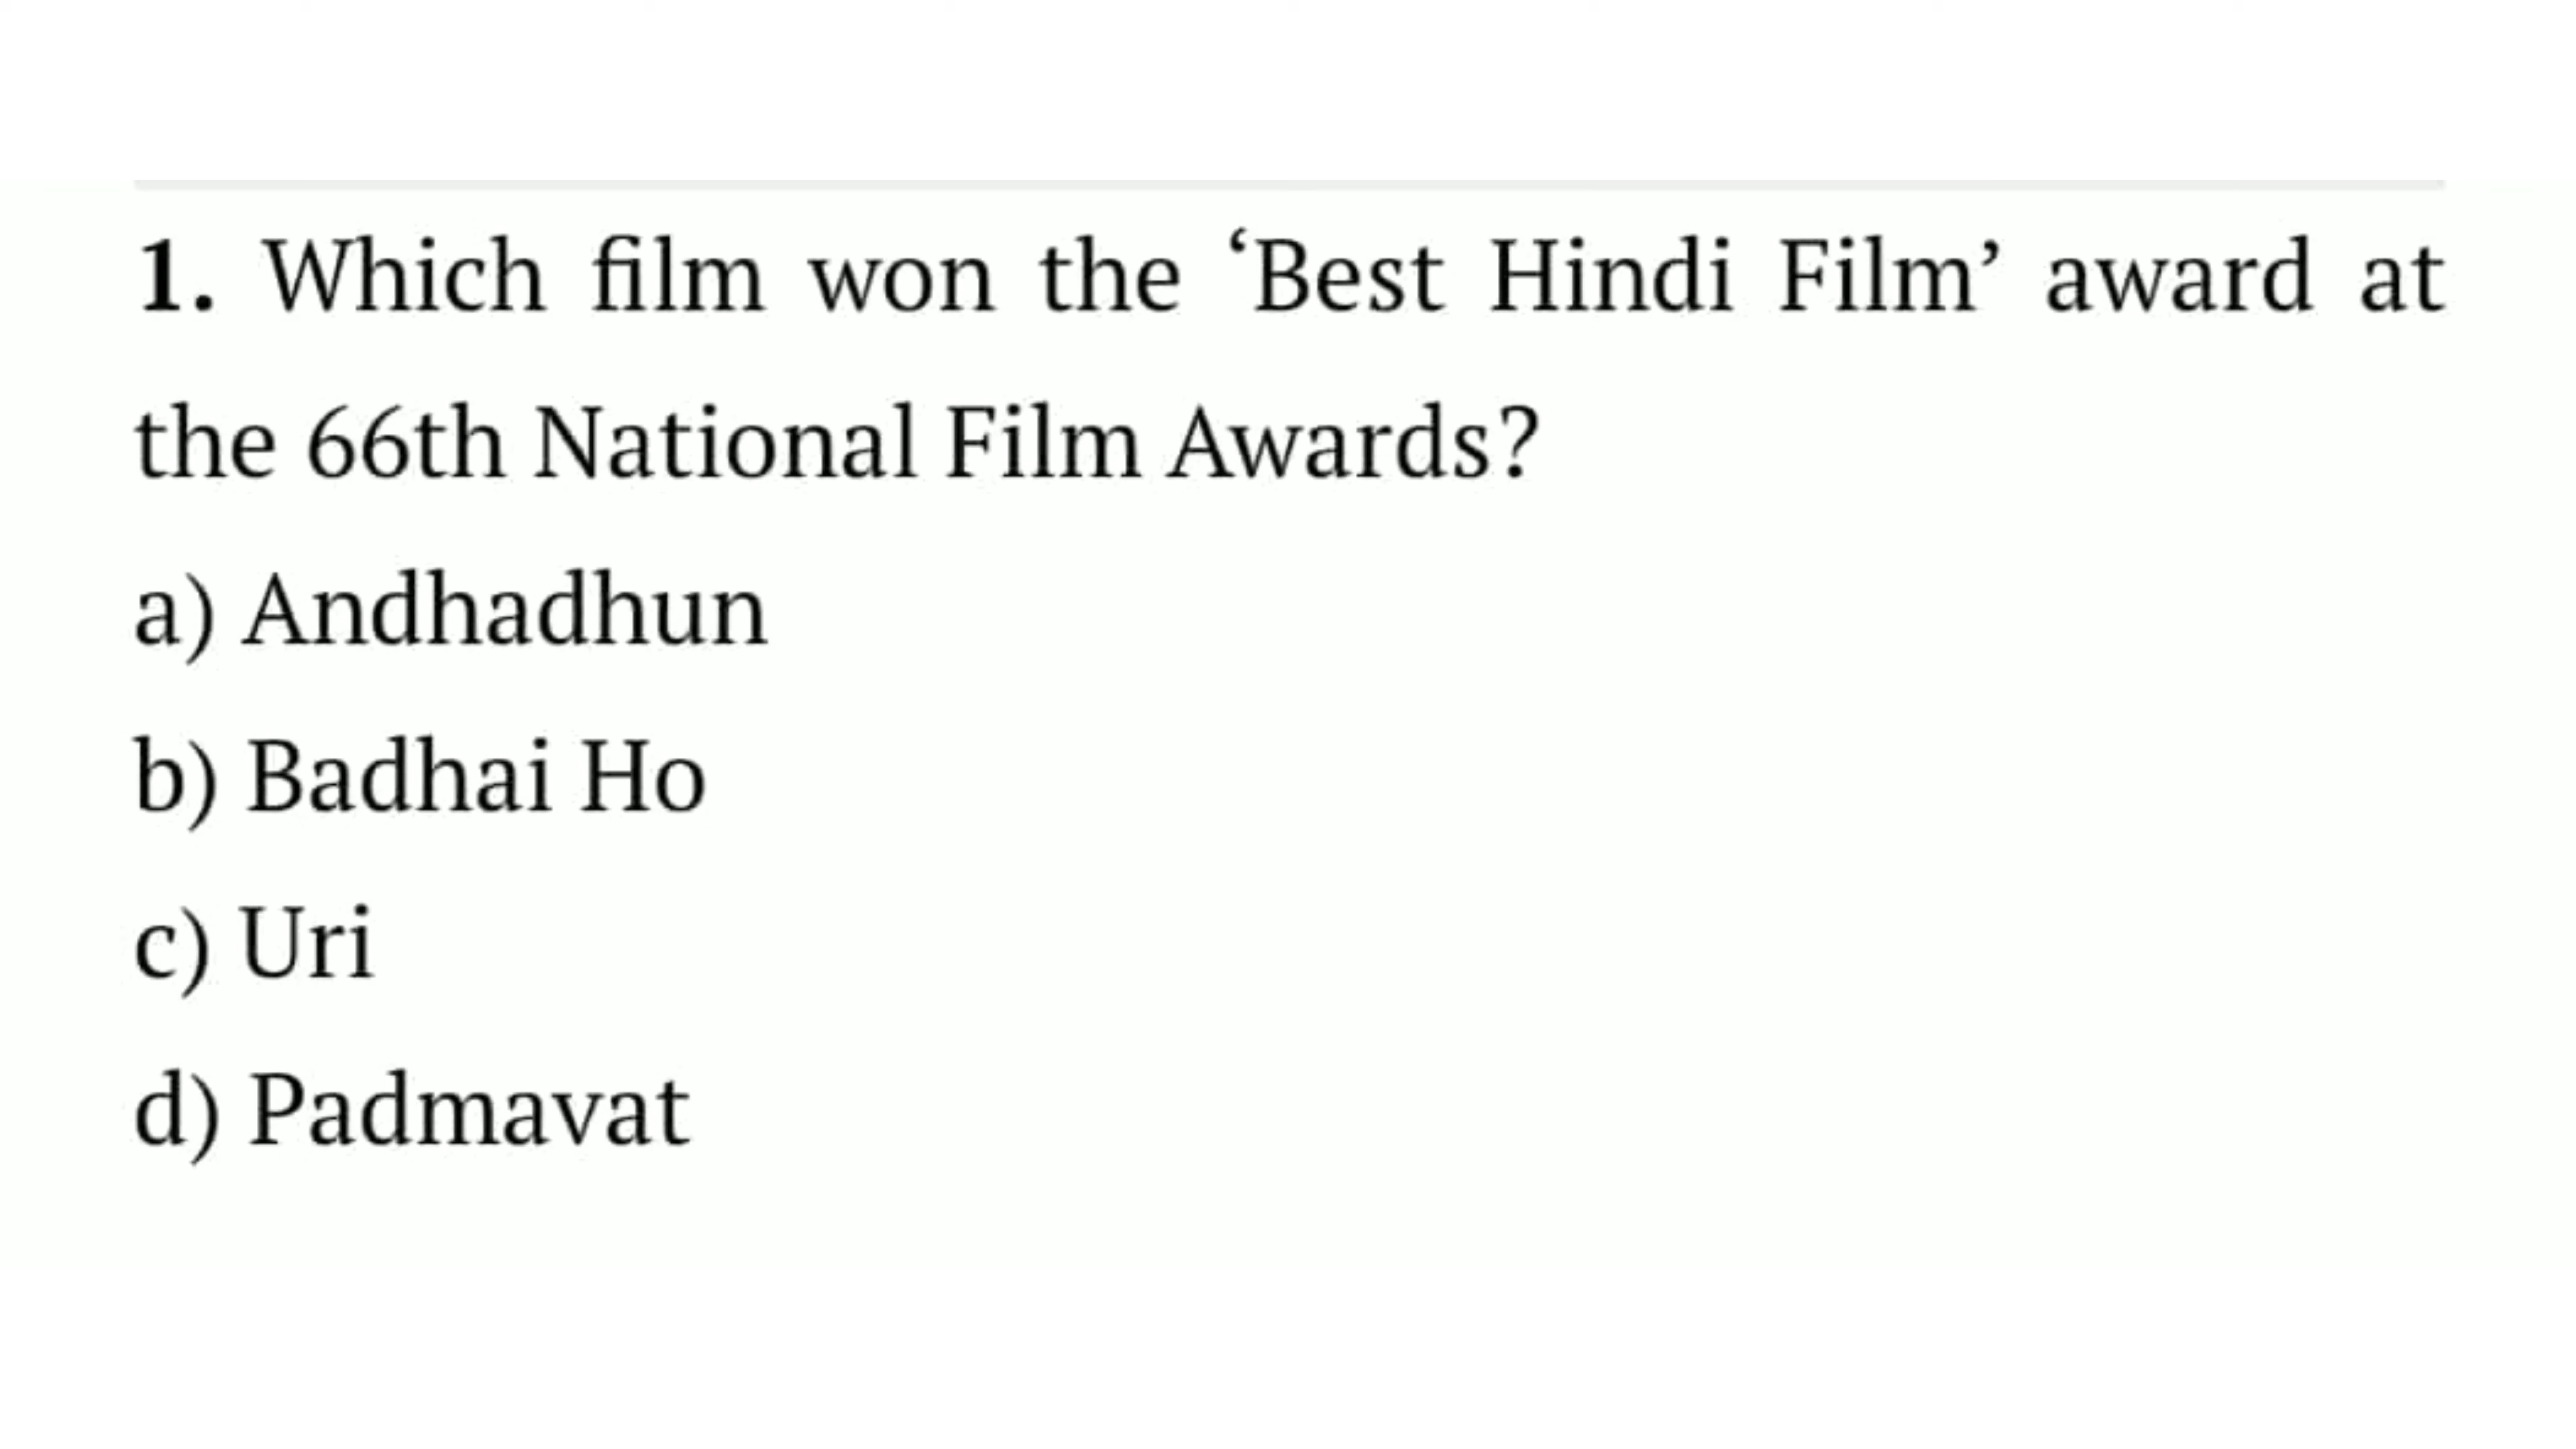 1. Which film won the ‘Best Hindi Film’ award at
the 66th National Film Awards?
a) Andhadhun
b) Badhai Ho
c) Uri
d) Padmavat